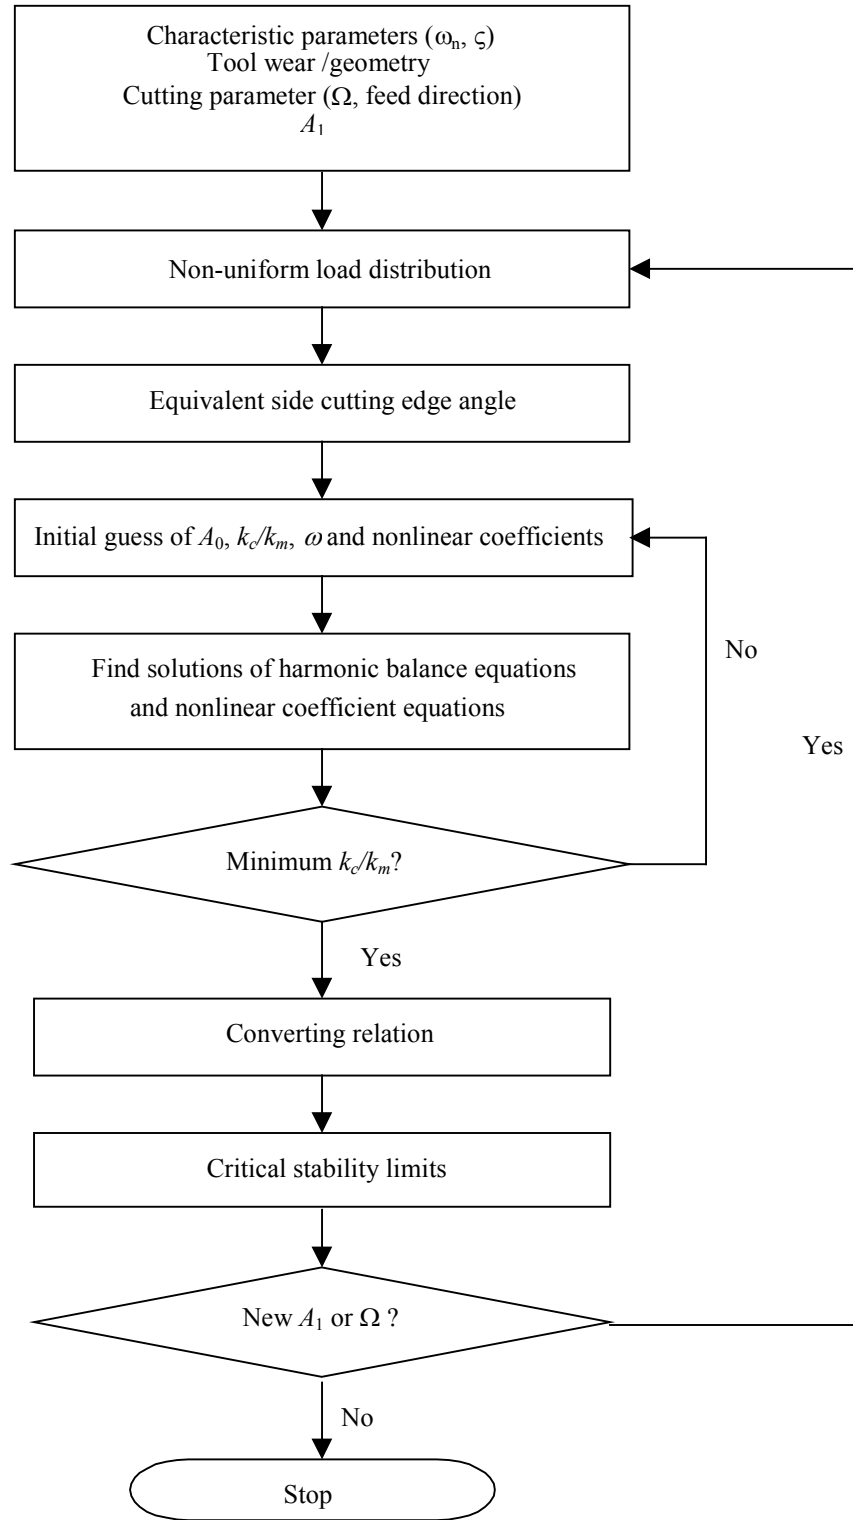 Characteristic parameters (ωn, ς)
Tool wear /geometry
Cutting parameter (Ω, feed direction)
A1
Non-uniform load distribution
Equivalent side cutting edge angle
Initial guess of A0, kc/km, ω and nonlinear coefficients
No
Find solutions of harmonic balance equations
and nonlinear coefficient equations
Yes
Minimum kc/km?
Yes
Converting relation
Critical stability limits
New A1 or Ω ?
No
Stop